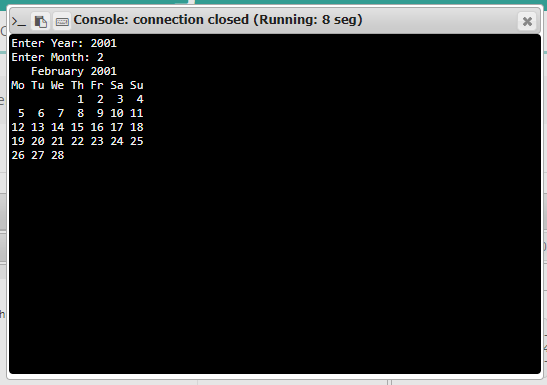 Console: connection closed (Running: 8 seg)
Enter Year: 2001
Enter Month: 2
   February 2001
Mo Tu We Th Fr Sa Su
          1  2  3  4
 5  6  7  8  9 10 11
12 13 14 15 16 17 18
19 20 21 22 23 24 25
26 27 28